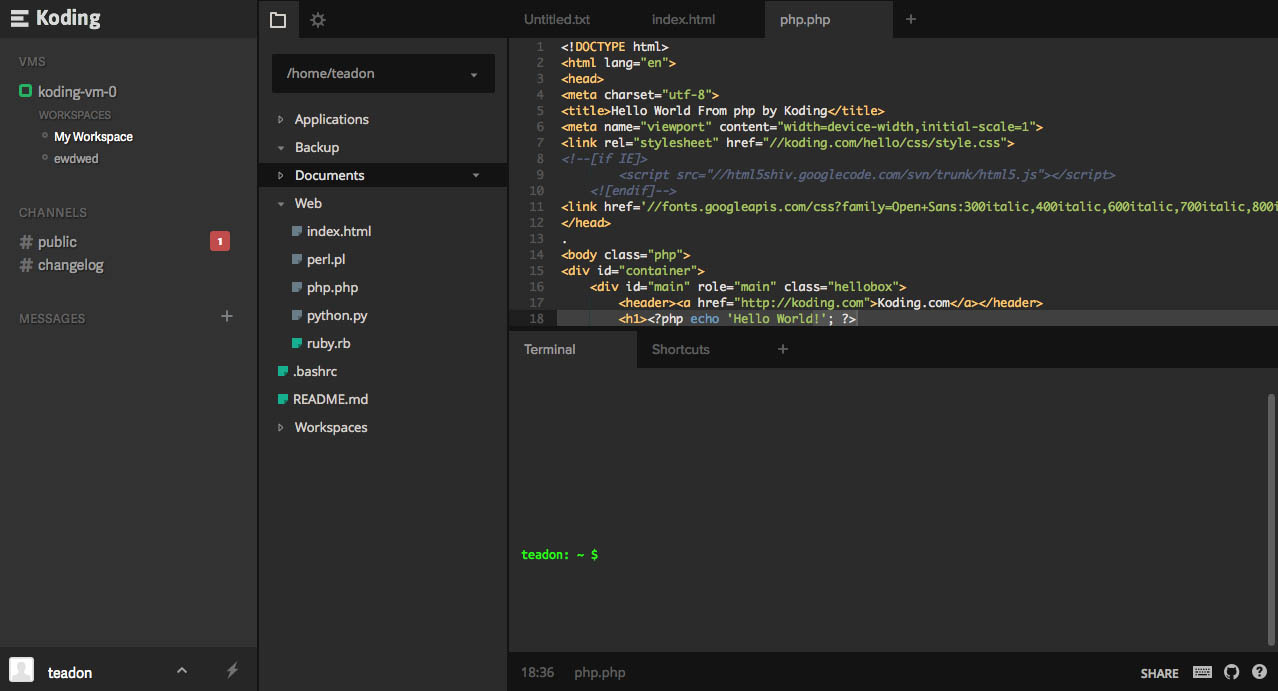 Koding
VMS
koding-vm-0
WORKSPACES
My Workspace
ewdwed
CHANNELS
# public
1
# changelog
MESSAGES
+
teadon
/home/teadon
Applications
Backup
Documents
Web
index.html
perl.pl
php.php
python.py
ruby.rb
.bashrc
README.md
Workspaces
Untitled.txt index.html php.php +
1 <!DOCTYPE html>
2 <html lang="en">
3 <head>
4 <meta charset="utf-8">
5 <title>Hello World From php by Koding</title>
6 <meta name="viewport" content="width=device-width,initial-scale=1">
7 <link rel="stylesheet" href="//koding.com/hello/css/style.css">
8 <!--[if IE]>
9 <script src="//html5shiv.googlecode.com/svn/trunk/html5.js"></script>
10 <![endif]-->
11 <link href='//fonts.googleapis.com/css?family=Open+Sans:300italic,400italic,600italic,700italic,800i
12 </head>
13 .
14 <body class="php">
15 <div id="container">
16 <div id="main" role="main" class="hellobox">
17 <header><a href="http://koding.com">Koding.com</a></header>
18 <h1><?php echo 'Hello World!'; ?>
Terminal Shortcuts +
teadon: ~ $
18:36 php.php
SHARE
?